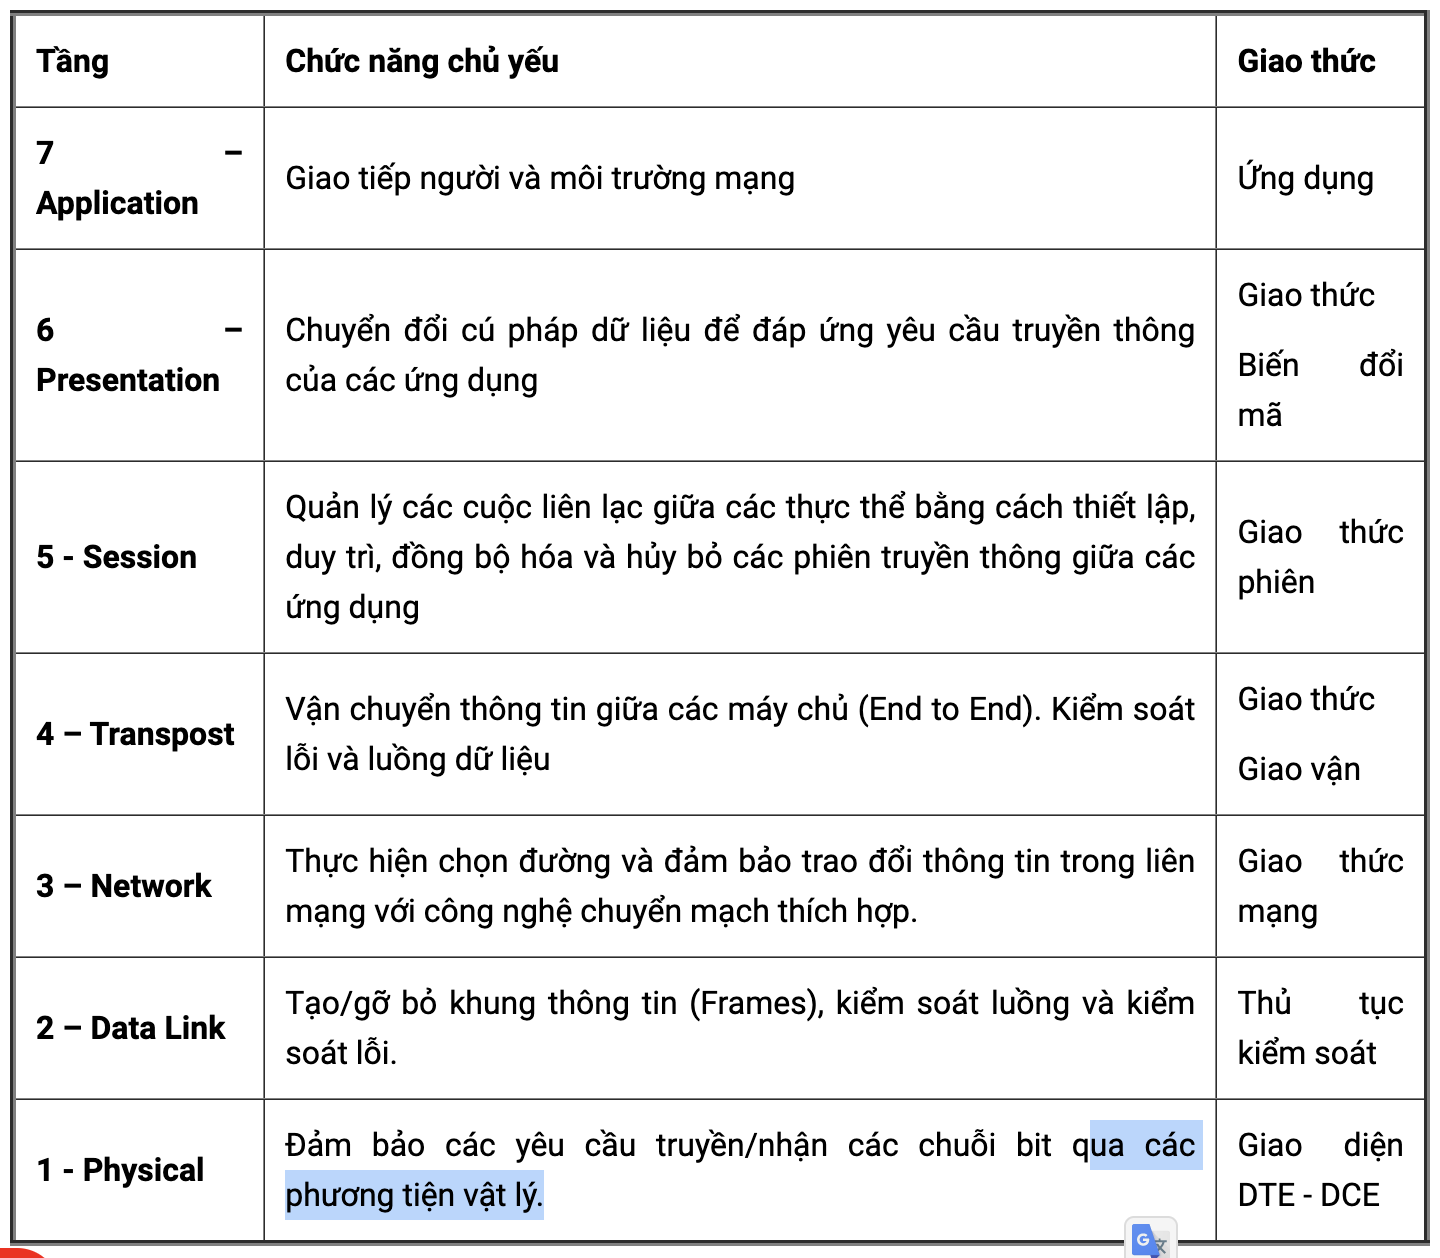 Tầng
Chức năng chủ yếu
Giao thức
7 –
Application
Giao tiếp người và môi trường mạng
Ứng dụng
6 –
Presentation
Chuyển đổi cú pháp dữ liệu để đáp ứng yêu cầu truyền thông
của các ứng dụng
Giao thức
Biến đổi
mã
5 - Session
Quản lý các cuộc liên lạc giữa các thực thể bằng cách thiết lập,
duy trì, đồng bộ hóa và hủy bỏ các phiên truyền thông giữa các
ứng dụng
Giao thức
phiên
4 – Transpost
Vận chuyển thông tin giữa các máy chủ (End to End). Kiểm soát
lỗi và luồng dữ liệu
Giao thức
Giao vận
3 – Network
Thực hiện chọn đường và đảm bảo trao đổi thông tin trong liên
mạng với công nghệ chuyển mạch thích hợp.
Giao thức
mạng
2 – Data Link
Tạo/gỡ bỏ khung thông tin (Frames), kiểm soát luồng và kiểm
soát lỗi.
Thủ tục
kiểm soát
1 - Physical
Đảm bảo các yêu cầu truyền/nhận các chuỗi bit qua các
phương tiện vật lý.
Giao diện
DTE - DCE
G 文